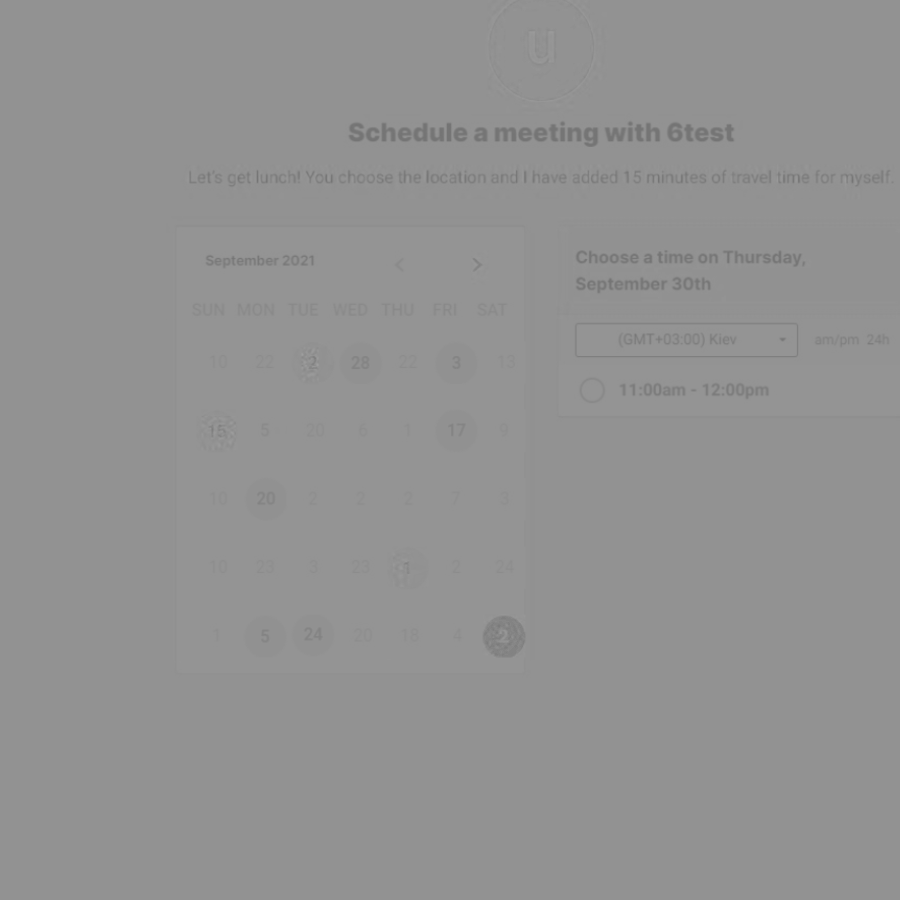 u
Schedule a meeting with 6test
Let's get lunch! You choose the location and I have added 15 minutes of travel time for myself.
September 2021
SUN MON TUE WED THU FRI SAT
10 22 2 28 22 3 13
15 5 20 6 1 17 9
10 20 2 2 2 7 3
10 23 3 23 1 2 24
1 5 24 20 18 4 2
Choose a time on Thursday,
September 30th
(GMT+03:00) Kiev am/pm 24h
11:00am - 12:00pm